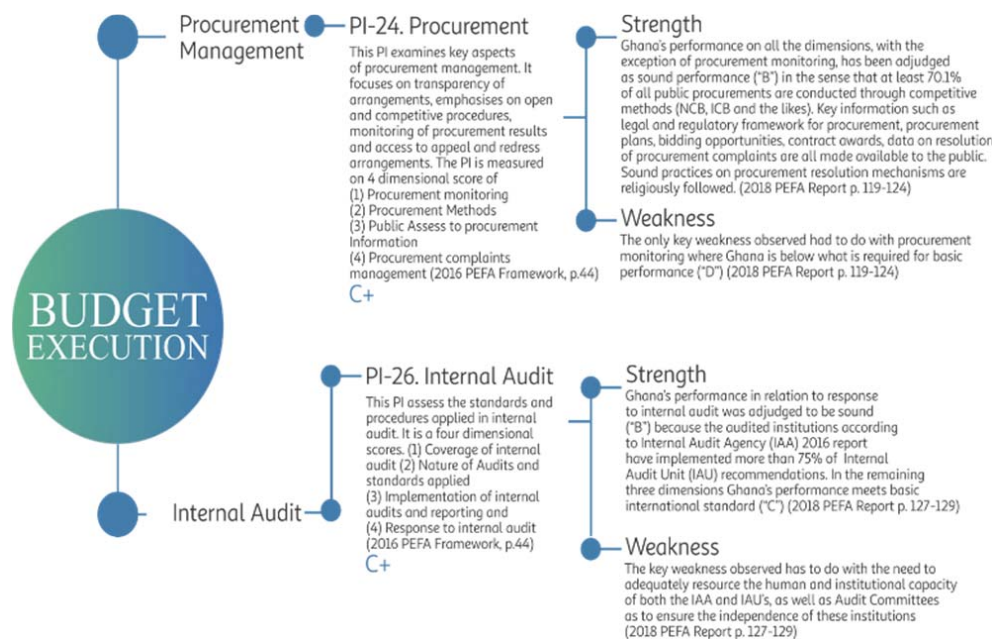 BUDGET
EXECUTION
Procurement
Management
PI-24. Procurement
This PI examines key aspects
of procurement management. It
focuses on transparency of
arrangements, emphasises on open
and competitive procedures,
monitoring of procurement results
and access to appeal and redress
arrangements. The PI is measured
on 4 dimensional score of
(1) Procurement monitoring
(2) Procurement Methods
(3) Public Assess to procurement
Information
(4) Procurement complaints
management (2016 PEFA Framework, p.44)
C+
Strength
Ghana's performance on all the dimensions, with the
exception of procurement monitoring, has been adjudged
as sound performance ("B") in the sense that at least 70.1%
of all public procurements are conducted through competitive
methods (NCB, ICB and the likes). Key information such as
legal and regulatory framework for procurement, procurement
plans, bidding opportunities, contract awards, data on resolution
of procurement complaints are all made available to the public.
Sound practices on procurement resolution mechanisms are
religiously followed. (2018 PEFA Report p. 119-124)
Weakness
The only key weakness observed had to do with procurement
monitoring where Ghana is below what is required for basic
performance ("D") (2018 PEFA Report p. 119-124)
Internal Audit
PI-26. Internal Audit
This PI assess the standards and
procedures applied in internal
audit. It is a four dimensional
scores. (1) Coverage of internal
audit (2) Nature of Audits and
standards applied
(3) Implementation of internal
audits and reporting and
(4) Response to internal audit
(2016 PEFA Framework, p.44)
C+
Strength
Ghana's performance in relation to response
to internal audit was adjudged to be sound
("B") because the audited institutions according
to Internal Audit Agency (IAA) 2016 report
have implemented more than 75% of Internal
Audit Unit (IAU) recommendations. In the remaining
three dimensions Ghana's performance meets basic
international standard ("C") (2018 PEFA Report p. 127-129)
Weakness
The key weakness observed has to do with the need to
adequately resource the human and institutional capacity
of both the IAA and IAU's, as well as Audit Committees
as to ensure the independence of these institutions
(2018 PEFA Report p. 127-129)